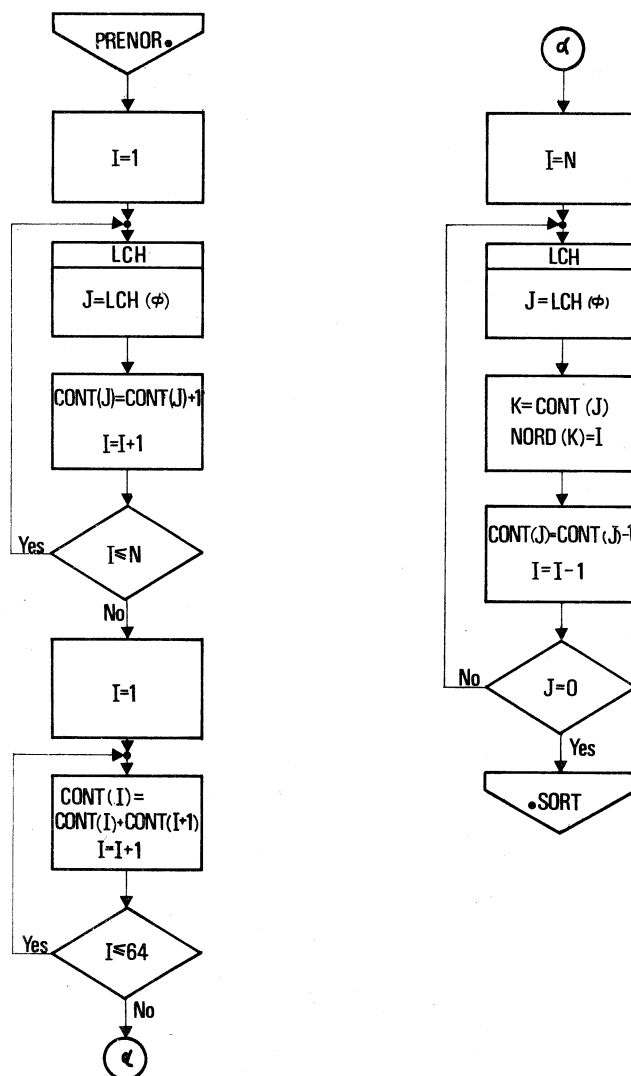 PRENOR.
I=1
LCH
J=LCH (φ)
CONT(J)=CONT(J)+1
I=I+1
Yes
I≤N
No
I=1
CONT(I)=
CONT(I)+CONT(I+1)
I=I+1
Yes
I≤64
No
α
α
I=N
LCH
J=LCH (φ)
K=CONT (J)
NORD (K)=I
CONT(J)=CONT(J)-1
I=I-1
No
J=0
Yes
.SORT